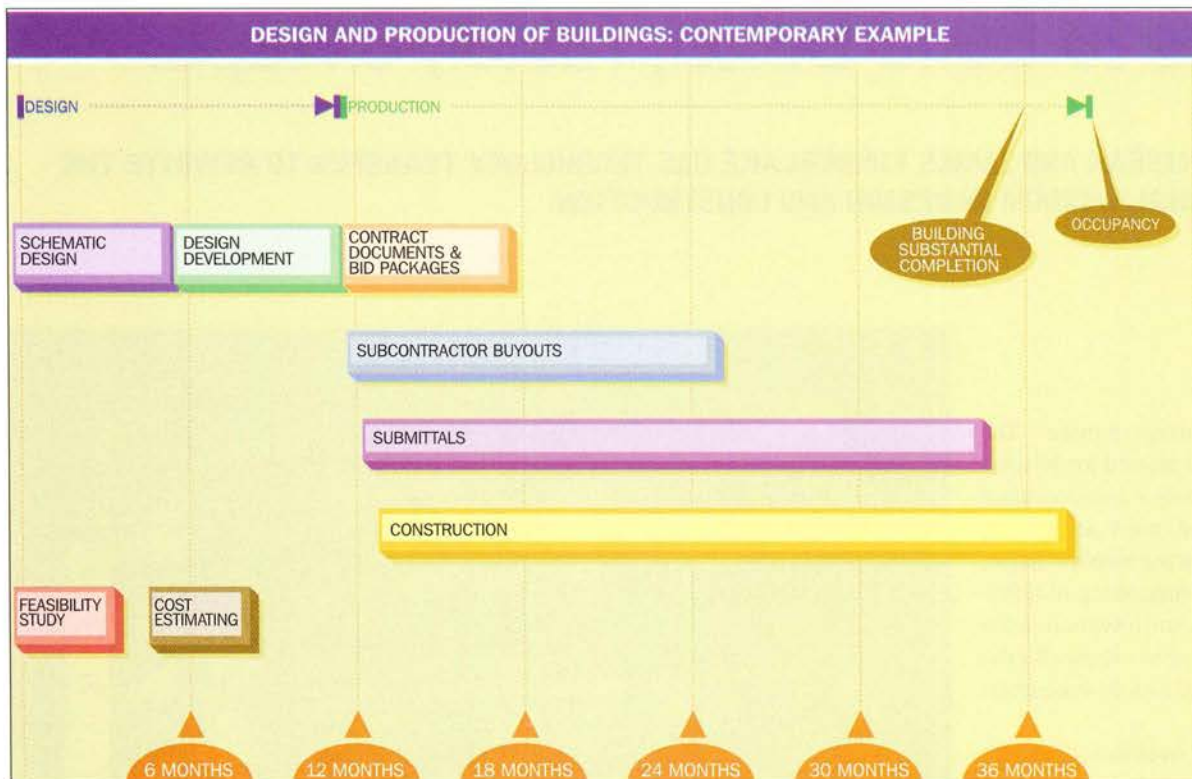 DESIGN AND PRODUCTION OF BUILDINGS: CONTEMPORARY EXAMPLE
DESIGN
PRODUCTION
BUILDING
SUBSTANTIAL
COMPLETION
OCCUPANCY
SCHEMATIC
DESIGN
DESIGN
DEVELOPMENT
CONTRACT
DOCUMENTS &
BID PACKAGES
SUBCONTRACTOR BUYOUTS
SUBMITTALS
CONSTRUCTION
FEASIBILITY
STUDY
COST
ESTIMATING
6 MONTHS
12 MONTHS
18 MONTHS
24 MONTHS
30 MONTHS
36 MONTHS